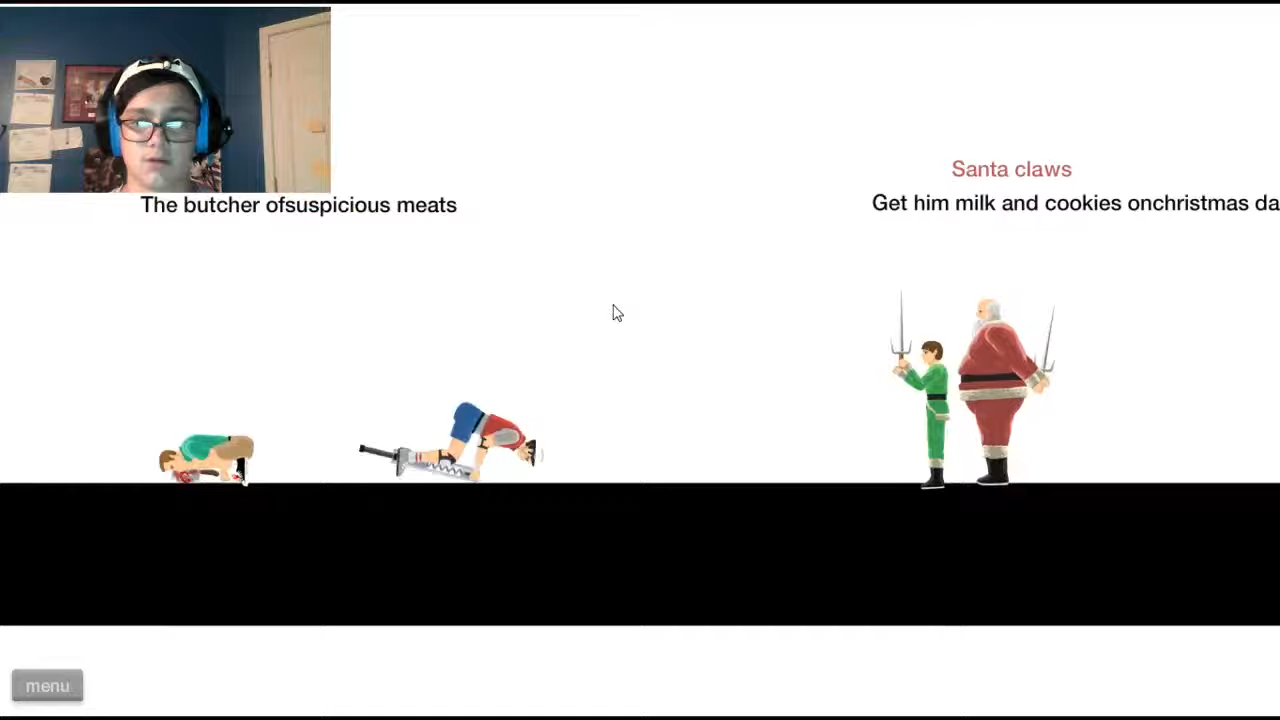 The butcher ofsuspicious meats
Santa claws
Get him milk and cookies onchristmas da
menu